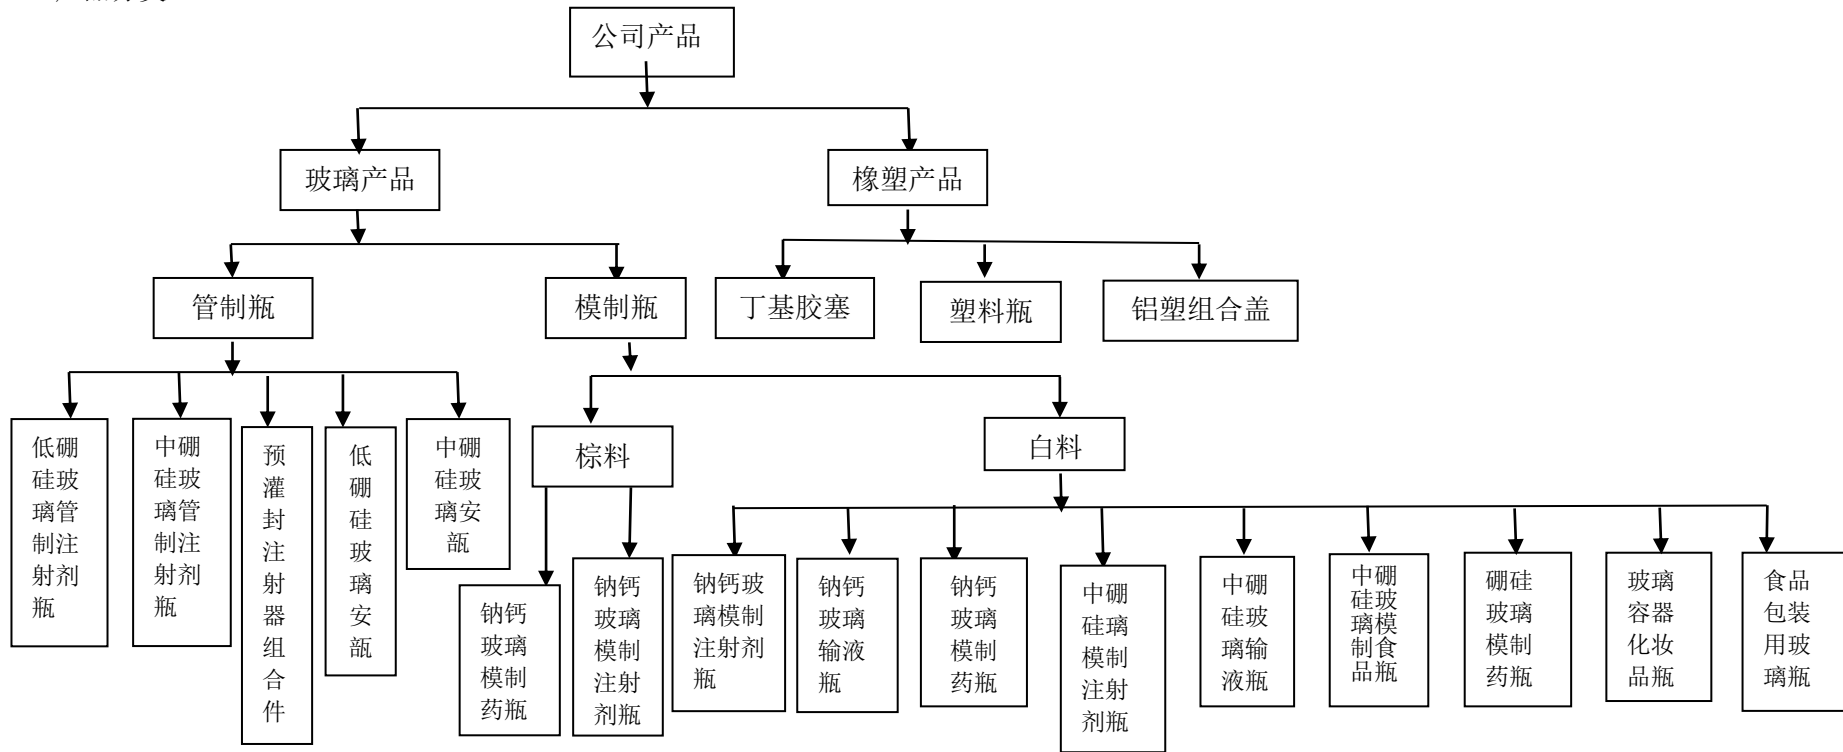 公司产品
玻璃产品
橡塑产品
管制瓶
模制瓶
丁基胶塞
塑料瓶
铝塑组合盖
棕料
白料
低硼
硅玻
璃管
制注
射剂
瓶
中硼
硅玻
璃管
制注
射剂
瓶
预
灌
封
注
射
器
组
合
件
低
硼
硅
玻
璃
安
瓿
中硼
硅玻
璃安
瓿
钠钙
玻璃
模制
药瓶
钠钙
玻璃
模制
注射
剂瓶
钠钙玻
璃模制
注射剂
瓶
钠钙
玻璃
输液
瓶
钠钙
玻璃
模制
药瓶
中硼
硅璃
模制
注射
剂瓶
中硼
硅玻
璃输
液瓶
中硼
硅玻
璃模
制食
品瓶
硼硅
玻璃
模制
药瓶
玻璃
容器
化妆
品瓶
食品
包装
用玻
璃瓶